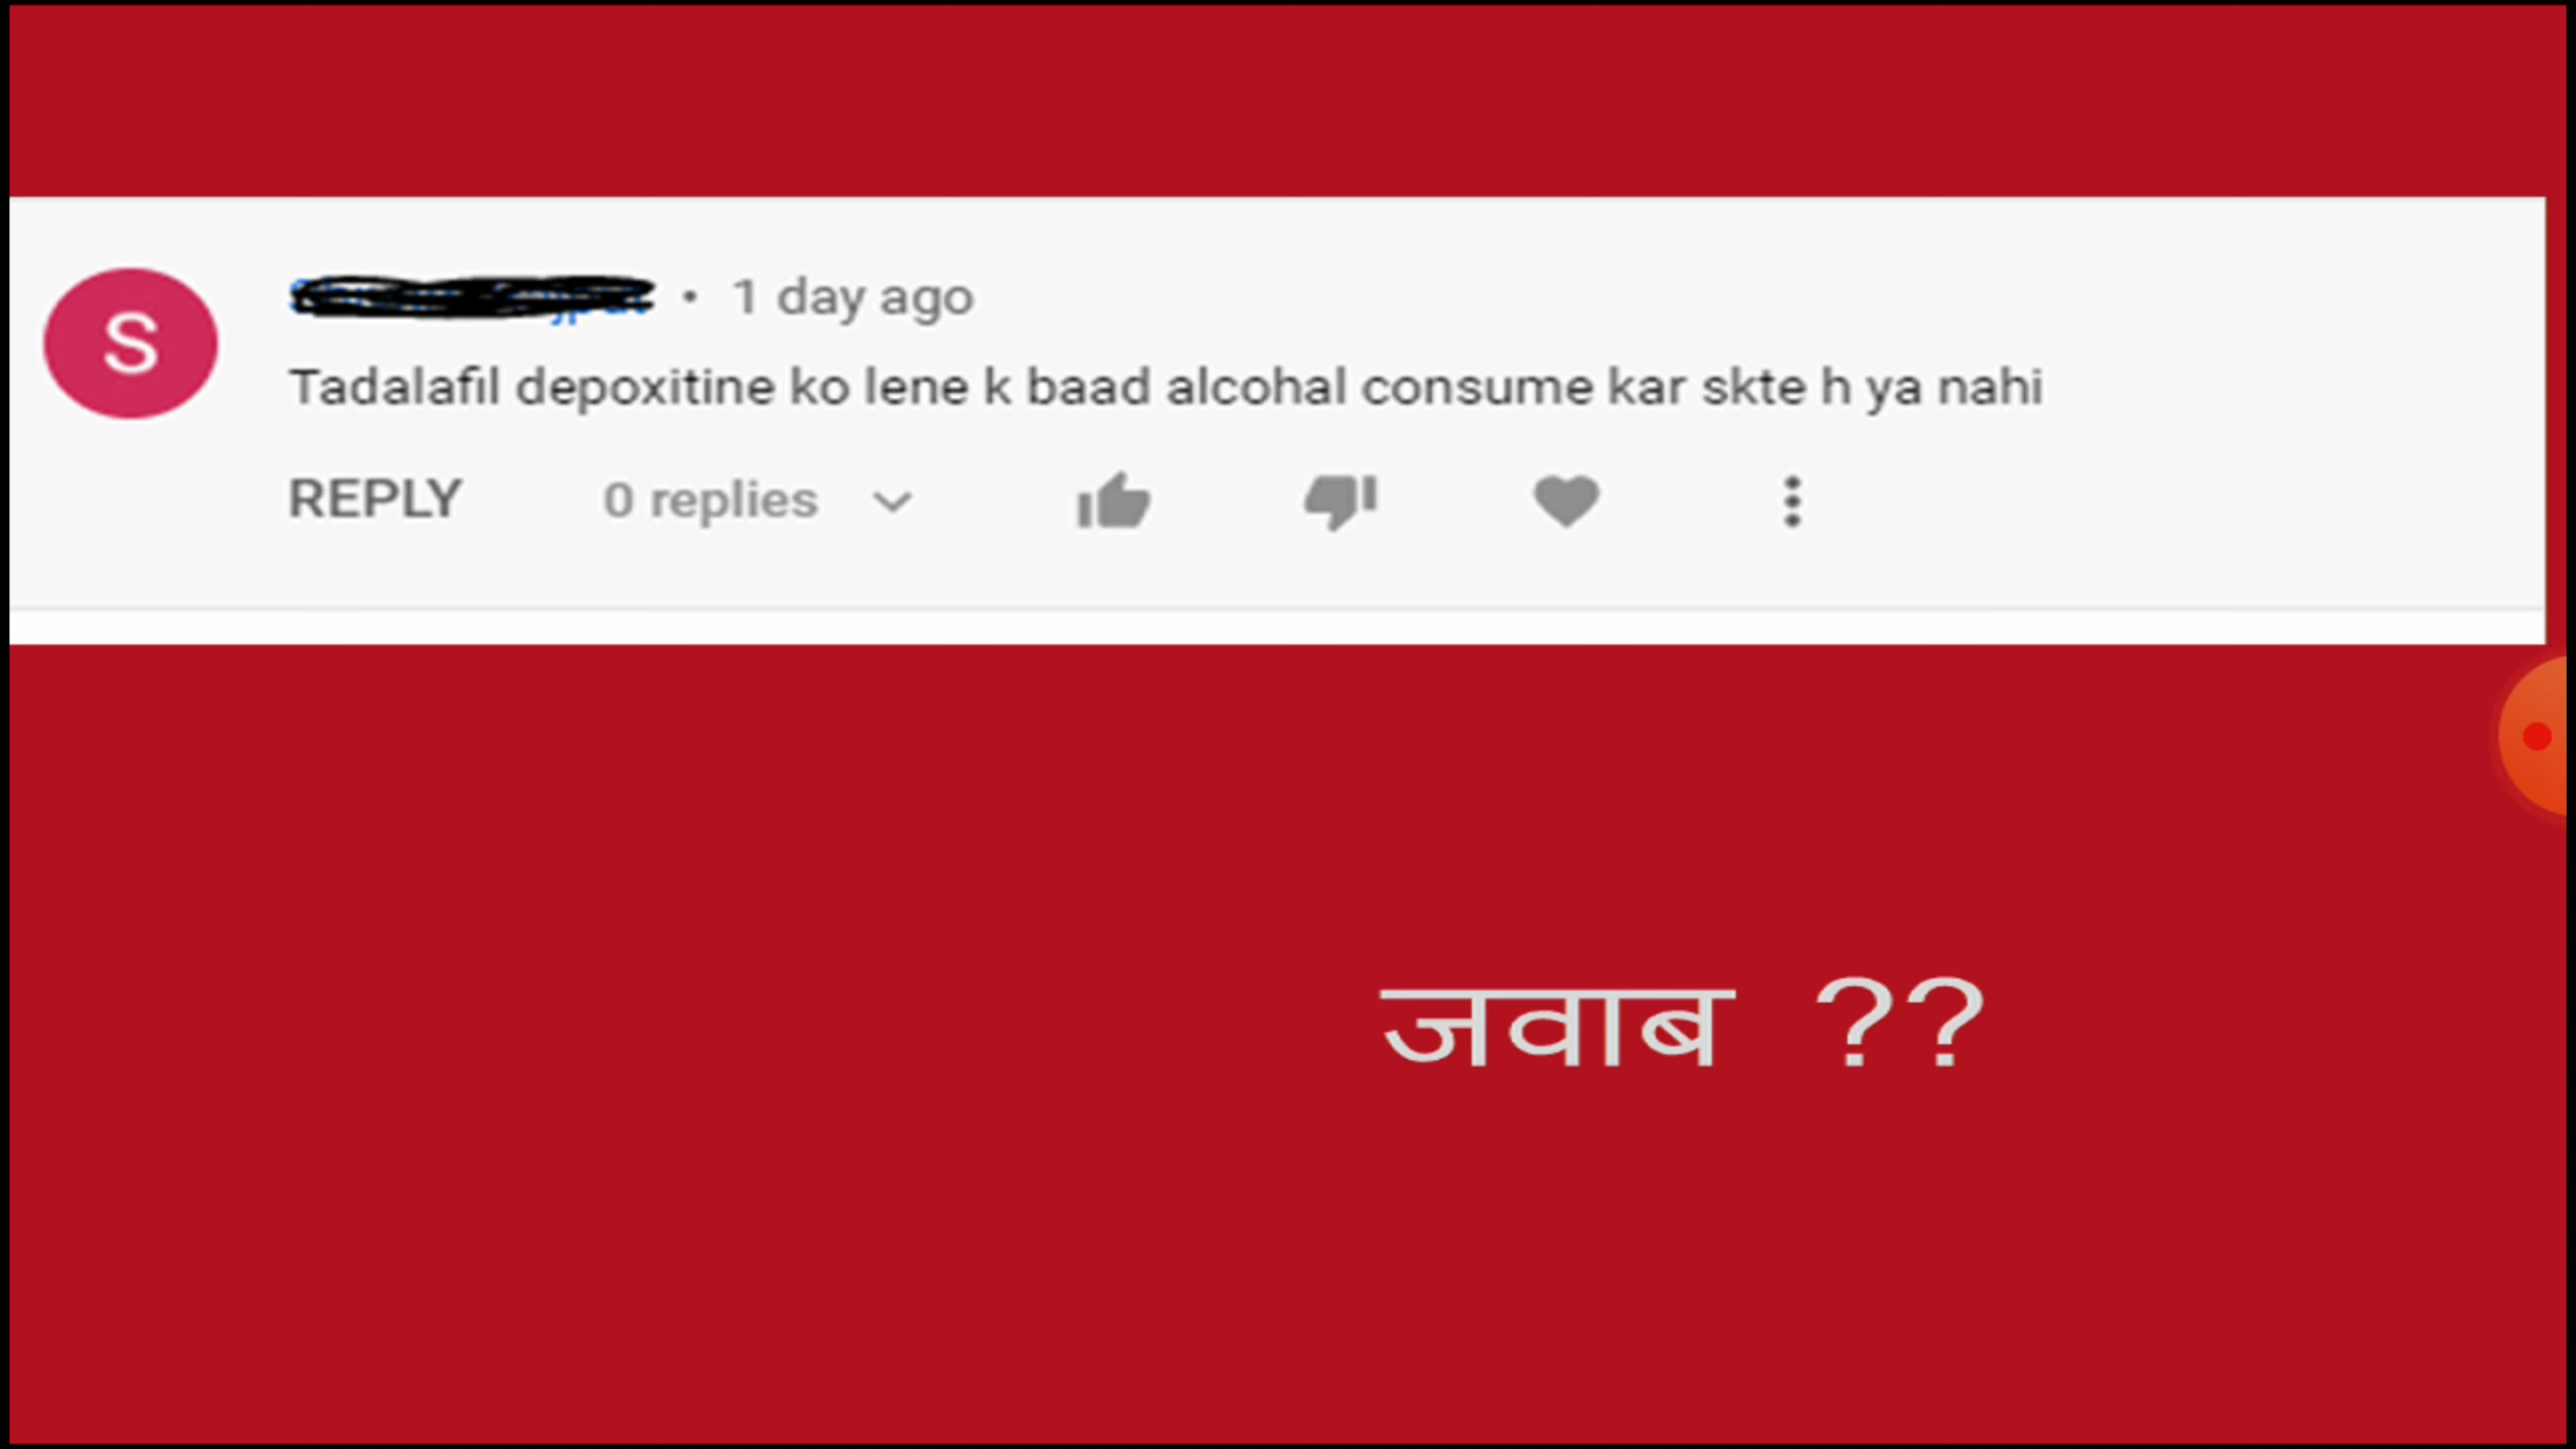 S
• 1 day ago
Tadalafil depoxitine ko lene k baad alcohal consume kar skte h ya nahi
REPLY 0 replies
जवाब ??